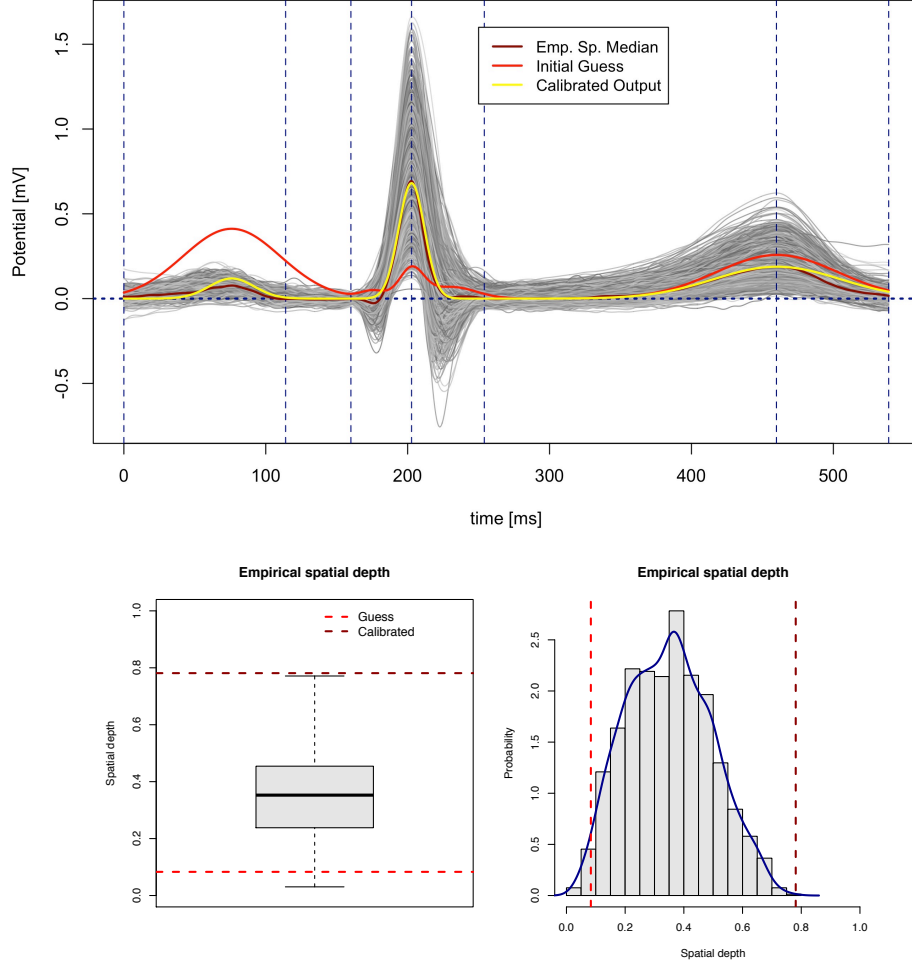 Potential [mV]
1.5
1.0
0.5
0.0
-0.5
Emp. Sp. Median
Initial Guess
Calibrated Output
0 100 200 300 400 500
time [ms]
Empirical spatial depth
Spatial depth
1.0
0.8
0.6
0.4
0.2
0.0
Guess
Calibrated
Empirical spatial depth
Probability
2.5
2.0
1.5
1.0
0.5
0.0
0.0 0.2 0.4 0.6 0.8 1.0
Spatial depth